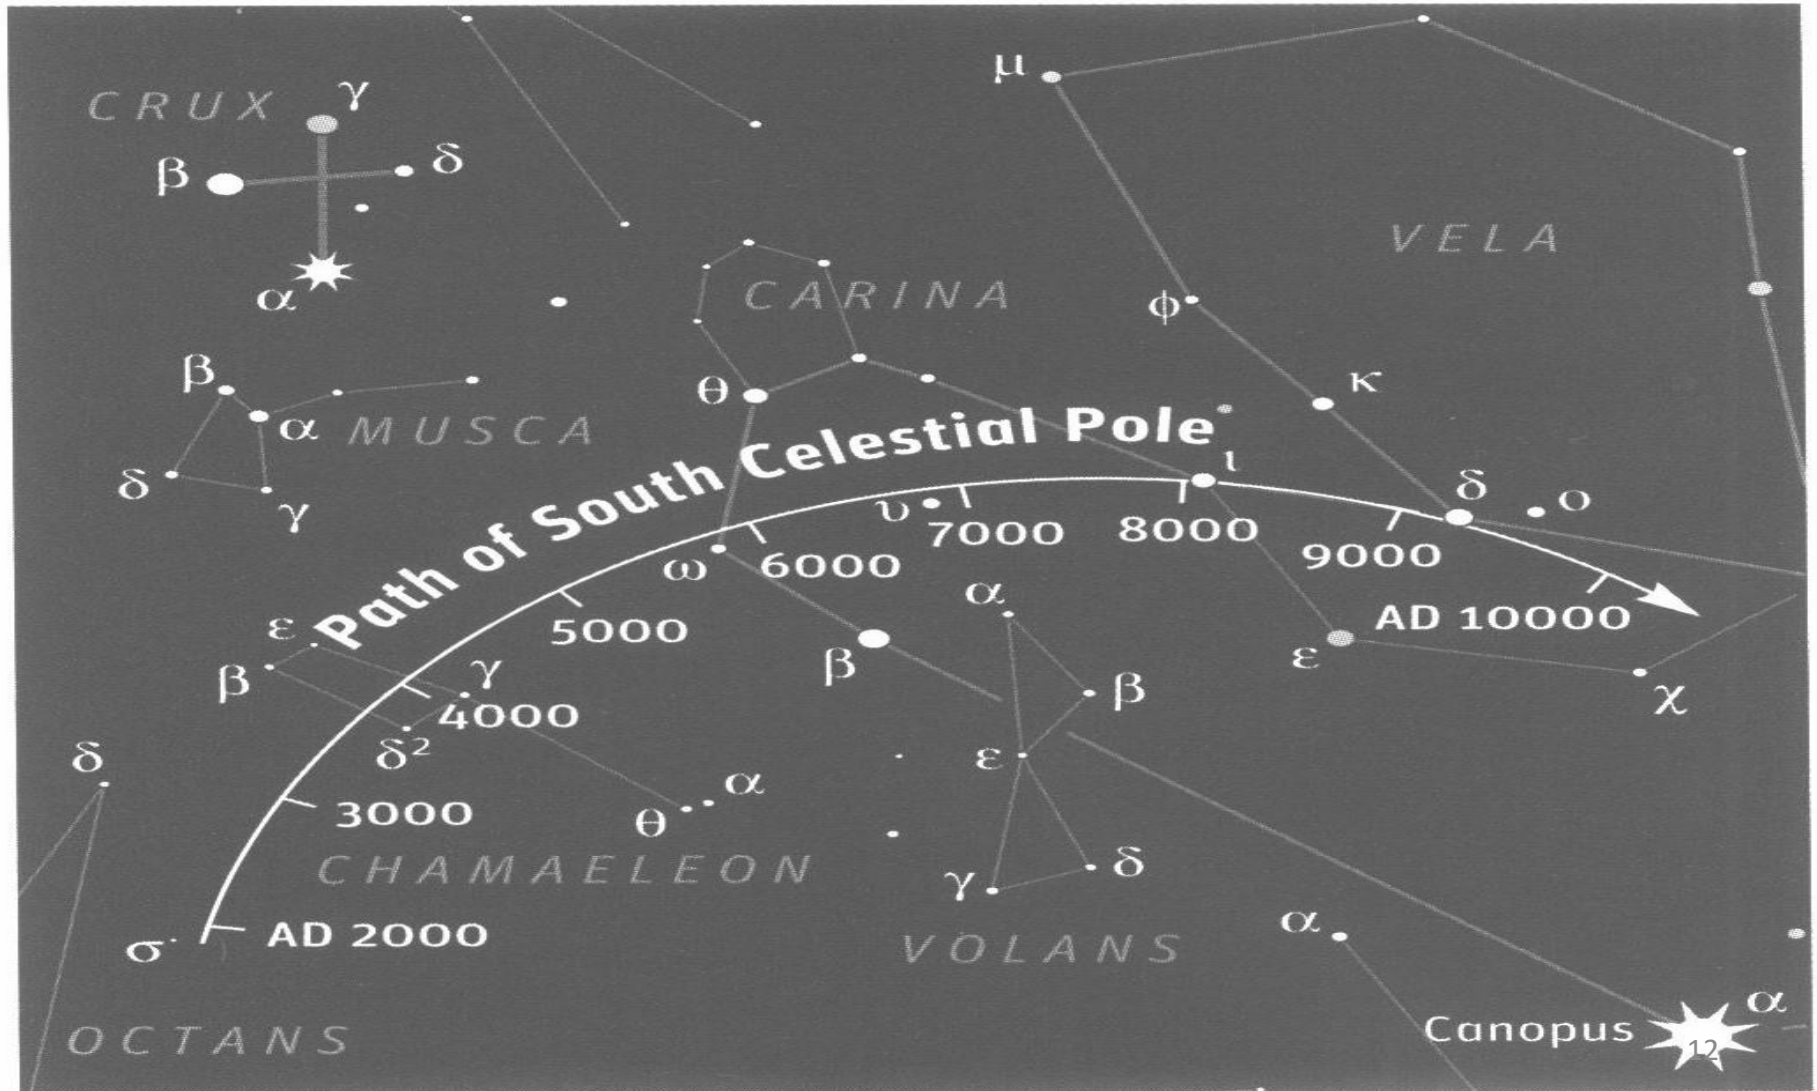 μ
γ
CRUX
β
δ
VELA
α
CARINA
φ
β
κ
θ
α MUSCA
Path of South Celestial Pole
ι
δ
γ
δ
ο
υ
7000
8000
9000
ω
6000
α
5000
AD 10000
ε
β
ε
β
γ
β
χ
4000
δ²
δ
ε
α
3000
θ
CHAMAELEON
γ
δ
α
AD 2000
σ
VOLANS
α
Canopus
12
OCTANS